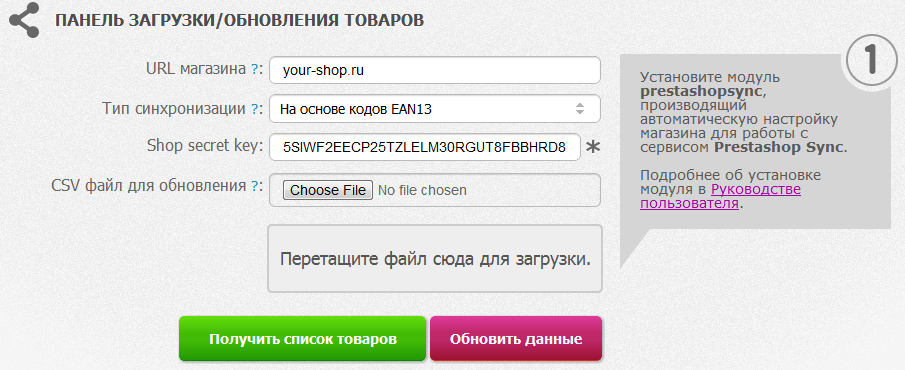 ПАНЕЛЬ ЗАГРУЗКИ/ОБНОВЛЕНИЯ ТОВАРОВ
URL магазина ?: your-shop.ru
Тип синхронизации ?: На основе кодов EAN13
Shop secret key: 5SIWF2EECP25TZLELM30RGUT8FBBHRD8 *
CSV файл для обновления ?: Choose File No file chosen
Перетащите файл сюда для загрузки.
Получить список товаров Обновить данные
1
Установите модуль
prestashopsync,
производящий
автоматическую настройку
магазина для работы с
сервисом Prestashop Sync.
Подробнее об установке
модуля в Руководстве
пользователя.